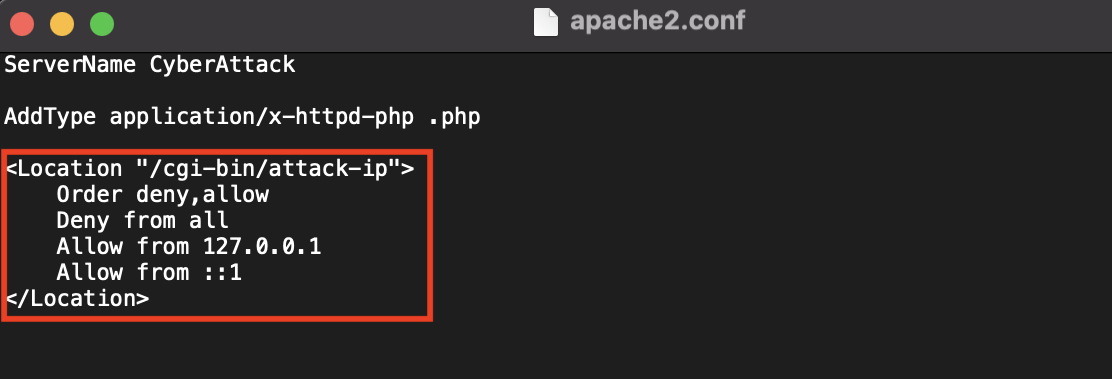 apache2.conf
ServerName CyberAttack
AddType application/x-httpd-php .php
<Location "/cgi-bin/attack-ip">
    Order deny,allow
    Deny from all
    Allow from 127.0.0.1
    Allow from ::1
</Location>